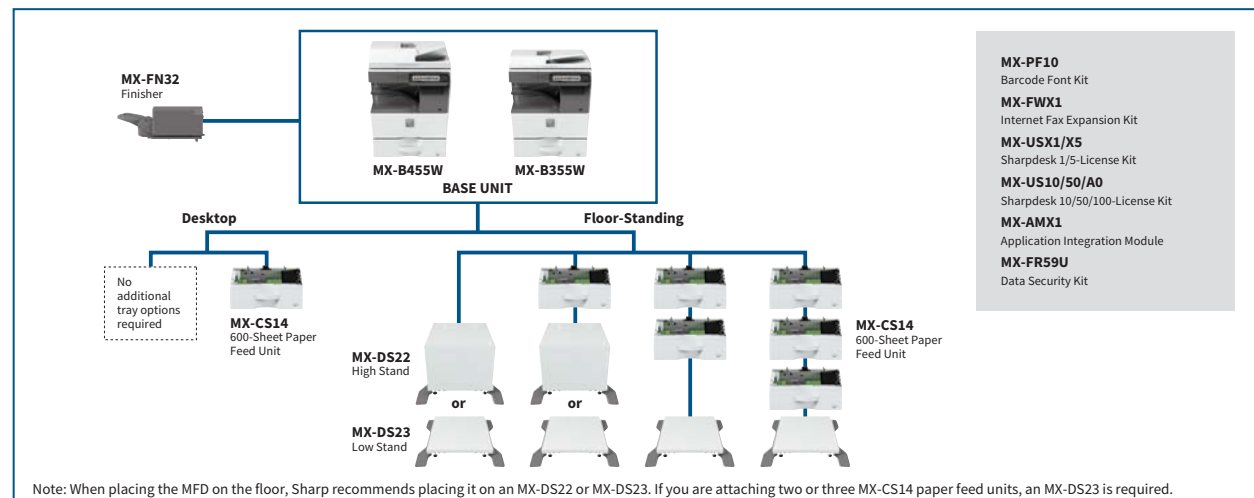 MX-FN32
Finisher
MX-B455W
MX-B355W
BASE UNIT
Desktop
Floor-Standing
No
additional
tray options
required
MX-CS14
600-Sheet Paper
Feed Unit
MX-DS22
High Stand
or
or
MX-DS23
Low Stand
MX-CS14
600-Sheet Paper
Feed Unit
MX-PF10
Barcode Font Kit
MX-FWX1
Internet Fax Expansion Kit
MX-USX1/X5
Sharpdesk 1/5-License Kit
MX-US10/50/A0
Sharpdesk 10/50/100-License Kit
MX-AMX1
Application Integration Module
MX-FR59U
Data Security Kit
Note: When placing the MFD on the floor, Sharp recommends placing it on an MX-DS22 or MX-DS23. If you are attaching two or three MX-CS14 paper feed units, an MX-DS23 is required.